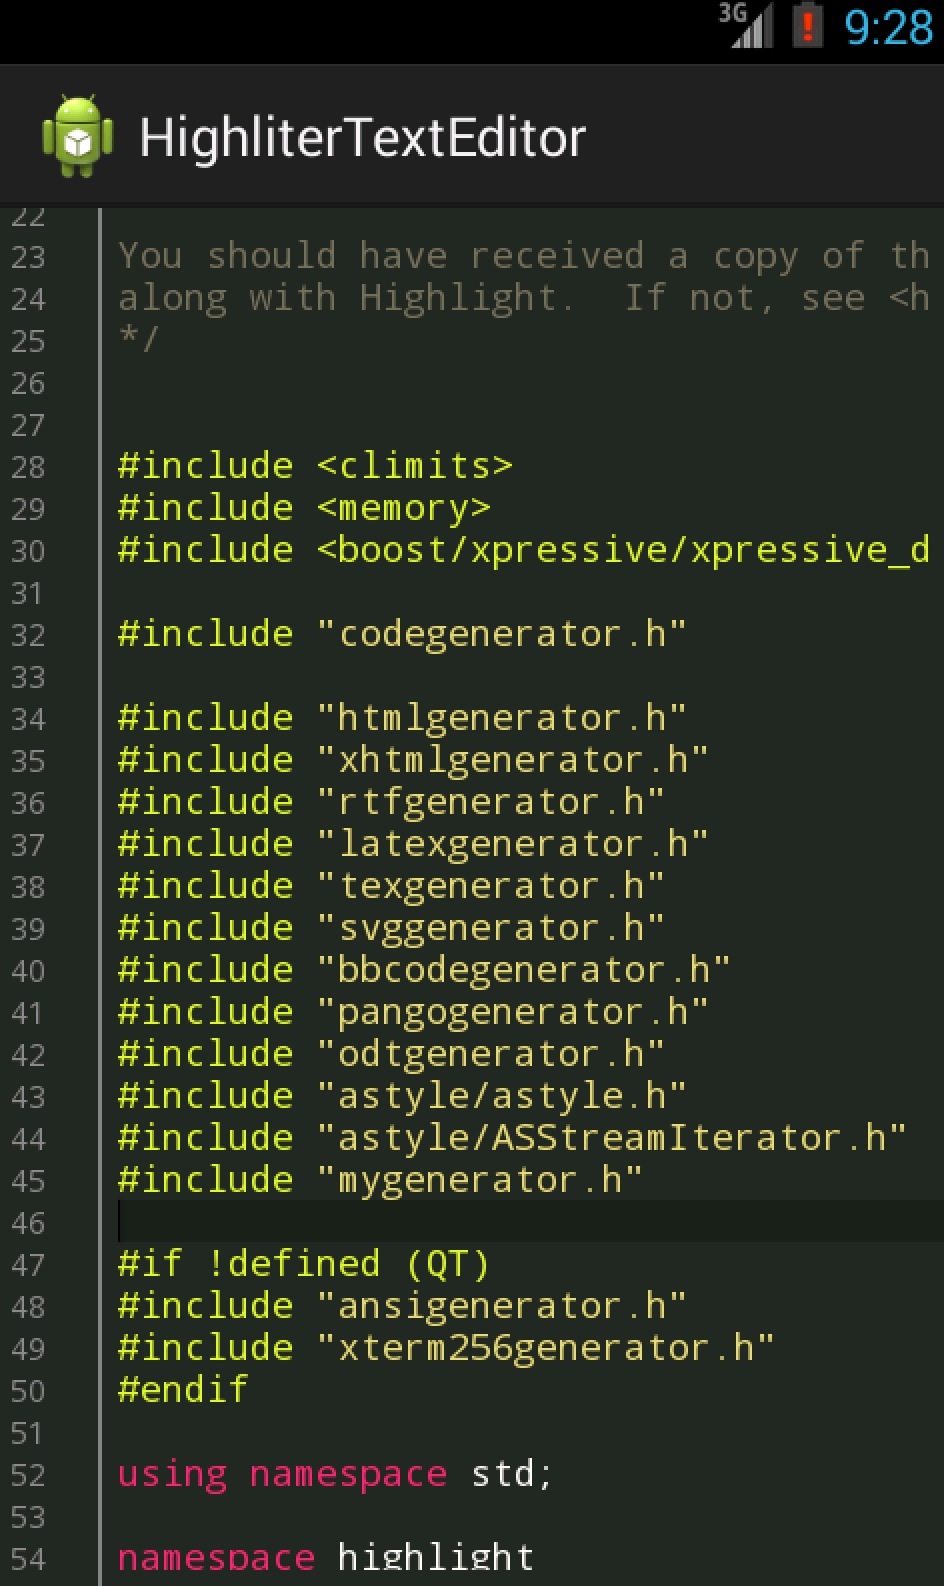 3G 9:28
HighliterTextEditor
22
23 You should have received a copy of th
24 along with Highlight.  If not, see <h
25 */
26
27
28 #include <climits>
29 #include <memory>
30 #include <boost/xpressive/xpressive_d
31
32 #include "codegenerator.h"
33
34 #include "htmlgenerator.h"
35 #include "xhtmlgenerator.h"
36 #include "rtfgenerator.h"
37 #include "latexgenerator.h"
38 #include "texgenerator.h"
39 #include "svggenerator.h"
40 #include "bbcodegenerator.h"
41 #include "pangogenerator.h"
42 #include "odtgenerator.h"
43 #include "astyle/astyle.h"
44 #include "astyle/ASStreamIterator.h"
45 #include "mygenerator.h"
46
47 #if !defined (QT)
48 #include "ansigenerator.h"
49 #include "xterm256generator.h"
50 #endif
51
52 using namespace std;
53
54 namespace highlight